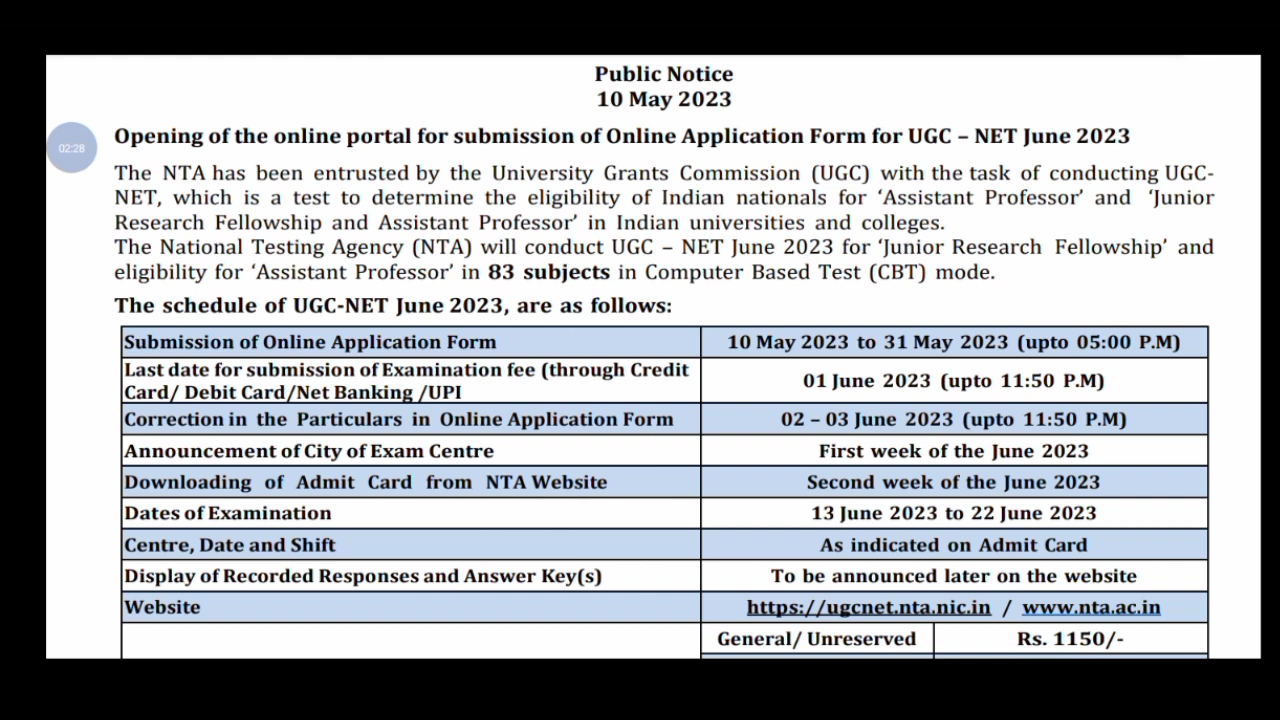 Public Notice
10 May 2023
02:28
Opening of the online portal for submission of Online Application Form for UGC – NET June 2023
The NTA has been entrusted by the University Grants Commission (UGC) with the task of conducting UGC-
NET, which is a test to determine the eligibility of Indian nationals for ‘Assistant Professor’ and ‘Junior
Research Fellowship and Assistant Professor’ in Indian universities and colleges.
The National Testing Agency (NTA) will conduct UGC – NET June 2023 for ‘Junior Research Fellowship’ and
eligibility for ‘Assistant Professor’ in 83 subjects in Computer Based Test (CBT) mode.
The schedule of UGC-NET June 2023, are as follows:
Submission of Online Application Form 10 May 2023 to 31 May 2023 (upto 05:00 P.M)
Last date for submission of Examination fee (through Credit
Card/ Debit Card/Net Banking /UPI 01 June 2023 (upto 11:50 P.M)
Correction in the Particulars in Online Application Form 02 – 03 June 2023 (upto 11:50 P.M)
Announcement of City of Exam Centre First week of the June 2023
Downloading of Admit Card from NTA Website Second week of the June 2023
Dates of Examination 13 June 2023 to 22 June 2023
Centre, Date and Shift As indicated on Admit Card
Display of Recorded Responses and Answer Key(s) To be announced later on the website
Website https://ugcnet.nta.nic.in / www.nta.ac.in
General/ Unreserved Rs. 1150/-